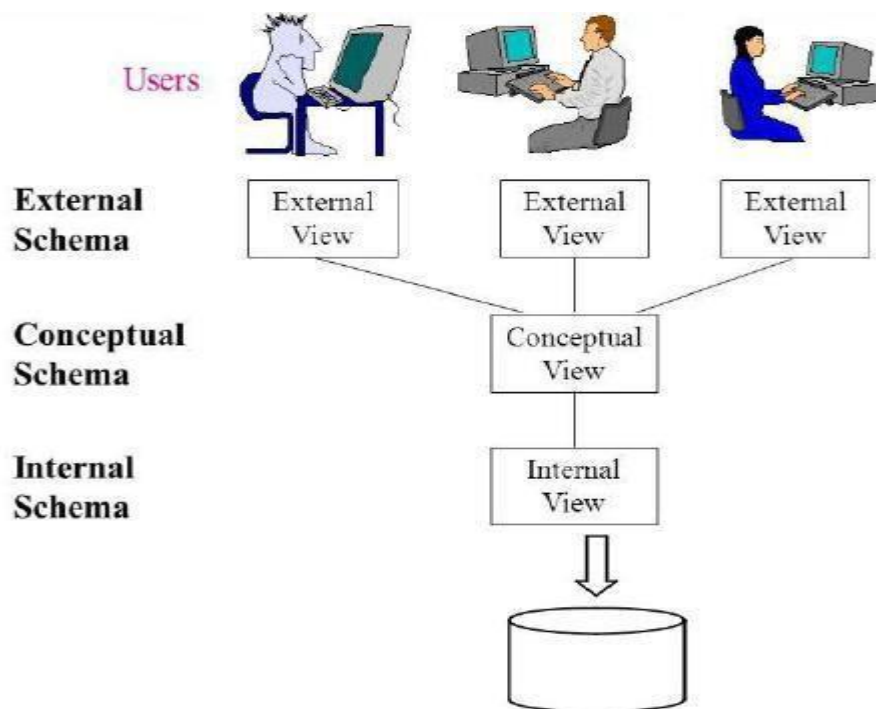 Users
External
Schema
External
View
External
View
External
View
Conceptual
Schema
Conceptual
View
Internal
Schema
Internal
View